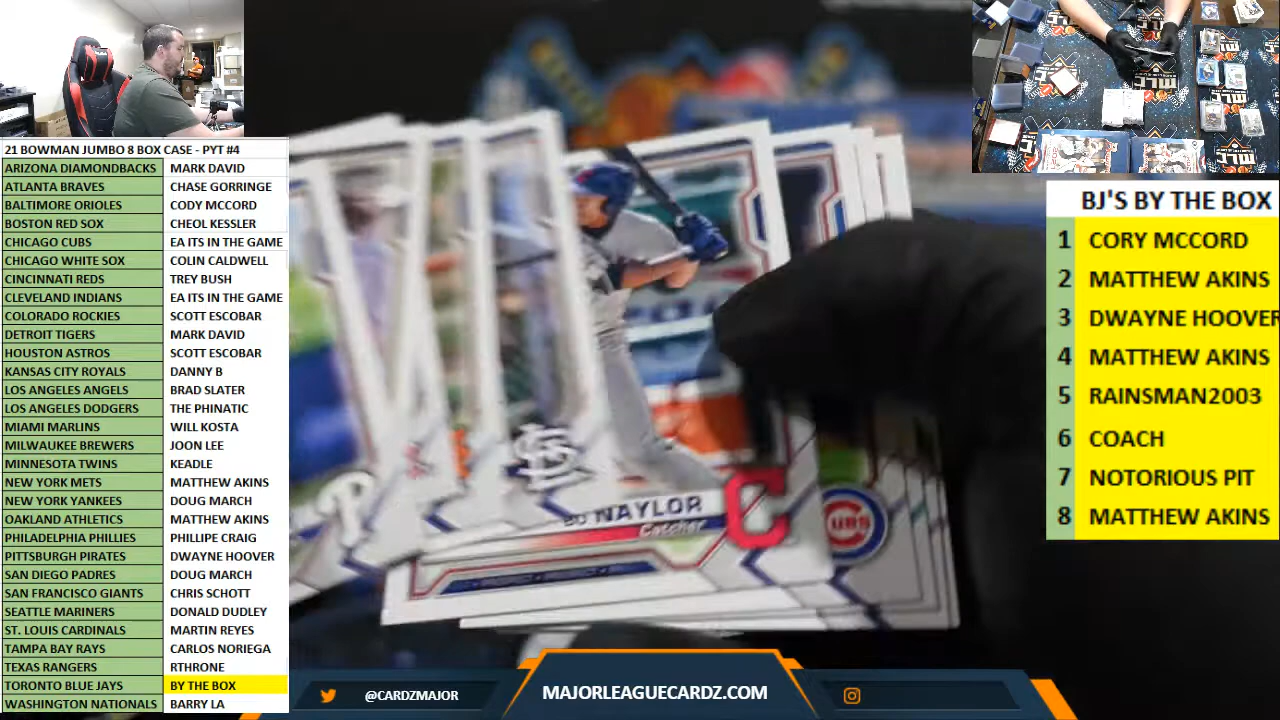 21 BOWMAN JUMBO 8 BOX CASE - PYT #4
ARIZONA DIAMONDBACKS MARK DAVID
ATLANTA BRAVES CHASE GORRINGE
BALTIMORE ORIOLES CODY MCCORD
BOSTON RED SOX CHEOL KESSLER
CHICAGO CUBS EA ITS IN THE GAME
CHICAGO WHITE SOX COLIN CALDWELL
CINCINNATI REDS TREY BUSH
CLEVELAND INDIANS EA ITS IN THE GAME
COLORADO ROCKIES SCOTT ESCOBAR
DETROIT TIGERS MARK DAVID
HOUSTON ASTROS SCOTT ESCOBAR
KANSAS CITY ROYALS DANNY B
LOS ANGELES ANGELS BRAD SLATER
LOS ANGELES DODGERS THE PHINATIC
MIAMI MARLINS WILL KOSTA
MILWAUKEE BREWERS JOON LEE
MINNESOTA TWINS KEADLE
NEW YORK METS MATTHEW AKINS
NEW YORK YANKEES DOUG MARCH
OAKLAND ATHLETICS MATTHEW AKINS
PHILADELPHIA PHILLIES PHILLIPE CRAIG
PITTSBURGH PIRATES DWAYNE HOOVER
SAN DIEGO PADRES DOUG MARCH
SAN FRANCISCO GIANTS CHRIS SCHOTT
SEATTLE MARINERS DONALD DUDLEY
ST. LOUIS CARDINALS MARTIN REYES
TAMPA BAY RAYS CARLOS NORIEGA
TEXAS RANGERS RTHRONE
TORONTO BLUE JAYS BY THE BOX
WASHINGTON NATIONALS BARRY LA
NAYLOR
Catcher
C
CUBS
P
BJ'S BY THE BOX
1 CORY MCCORD
2 MATTHEW AKINS
3 DWAYNE HOOVER
4 MATTHEW AKINS
5 RAINSMAN2003
6 COACH
7 NOTORIOUS PIT
8 MATTHEW AKINS
@CARDZMAJOR
MAJORLEAGUECARDZ.COM